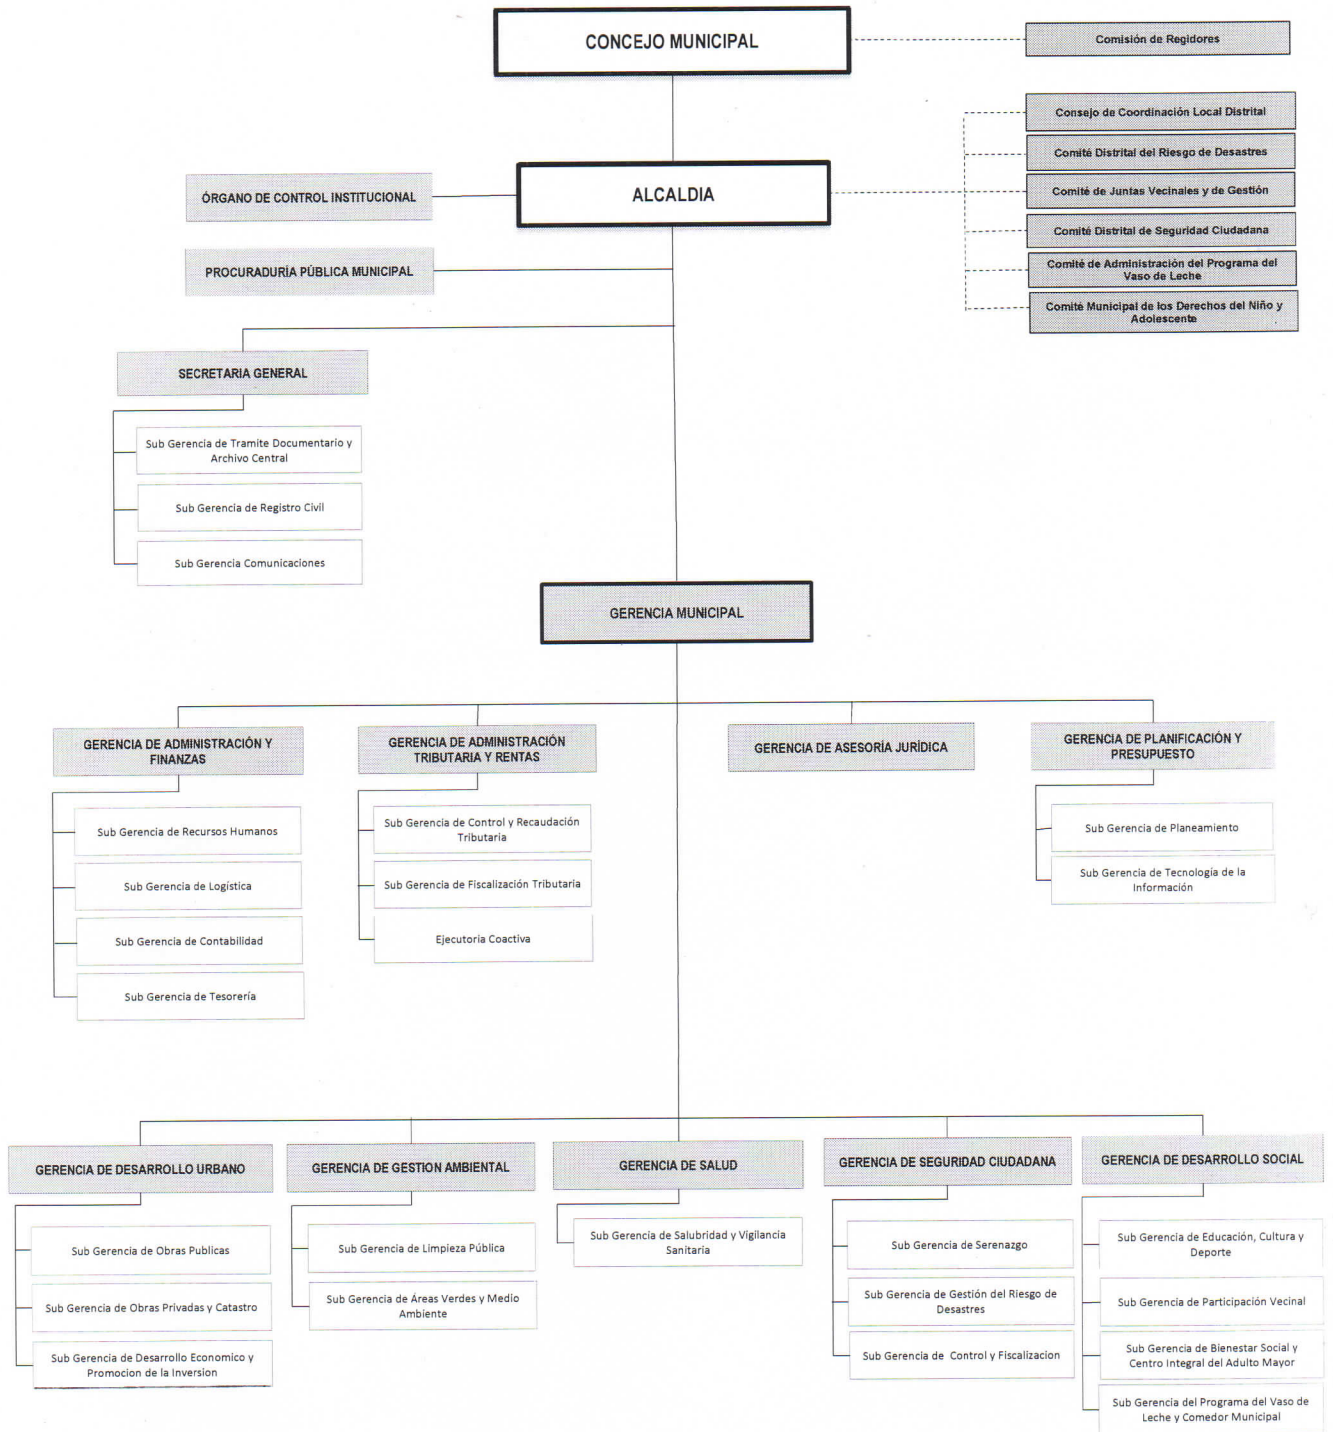 CONCEJO MUNICIPAL
Comisión de Regidores
Consejo de Coordinación Local Distrital
Comité Distrital del Riesgo de Desastres
Comité de Juntas Vecinales y de Gestión
Comité Distrital de Seguridad Ciudadana
Comité de Administración del Programa del
Vaso de Leche
Comité Municipal de los Derechos del Niño y
Adolescente
ÓRGANO DE CONTROL INSTITUCIONAL
ALCALDIA
PROCURADURÍA PÚBLICA MUNICIPAL
SECRETARIA GENERAL
Sub Gerencia de Tramite Documentario y
Archivo Central
Sub Gerencia de Registro Civil
Sub Gerencia Comunicaciones
GERENCIA MUNICIPAL
GERENCIA DE ADMINISTRACIÓN Y
FINANZAS
Sub Gerencia de Recursos Humanos
Sub Gerencia de Logística
Sub Gerencia de Contabilidad
Sub Gerencia de Tesorería
GERENCIA DE ADMINISTRACIÓN
TRIBUTARIA Y RENTAS
Sub Gerencia de Control y Recaudación
Tributaria
Sub Gerencia de Fiscalización Tributaria
Ejecutoria Coactiva
GERENCIA DE ASESORÍA JURÍDICA
GERENCIA DE PLANIFICACIÓN Y
PRESUPUESTO
Sub Gerencia de Planeamiento
Sub Gerencia de Tecnología de la
Información
GERENCIA DE DESARROLLO URBANO
Sub Gerencia de Obras Publicas
Sub Gerencia de Obras Privadas y Catastro
Sub Gerencia de Desarrollo Economico y
Promocion de la Inversion
GERENCIA DE GESTION AMBIENTAL
Sub Gerencia de Limpieza Pública
Sub Gerencia de Áreas Verdes y Medio
Ambiente
GERENCIA DE SALUD
Sub Gerencia de Salubridad y Vigilancia
Sanitaria
GERENCIA DE SEGURIDAD CIUDADANA
Sub Gerencia de Serenazgo
Sub Gerencia de Gestión del Riesgo de
Desastres
Sub Gerencia de Control y Fiscalizacion
GERENCIA DE DESARROLLO SOCIAL
Sub Gerencia de Educación, Cultura y
Deporte
Sub Gerencia de Participación Vecinal
Sub Gerencia de Bienestar Social y
Centro Integral del Adulto Mayor
Sub Gerencia del Programa del Vaso de
Leche y Comedor Municipal